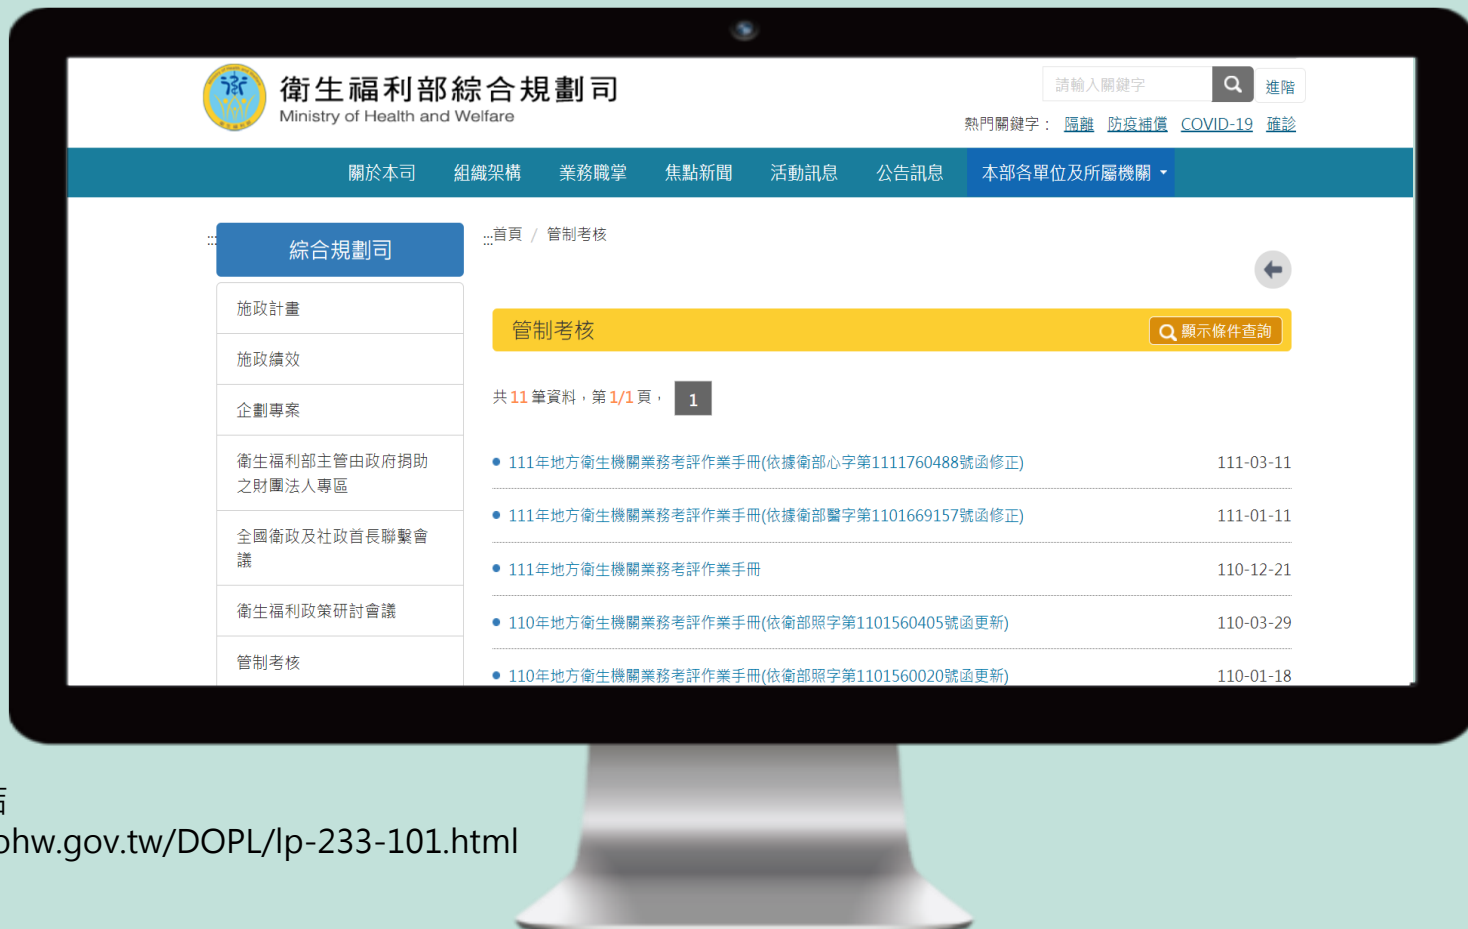 衛生福利部綜合規劃司
Ministry of Health and Welfare
請輸入關鍵字
進階
熱門關鍵字： 隔離 防疫補償 COVID-19 確診
關於本司 組織架構 業務職掌 焦點新聞 活動訊息 公告訊息 本部各單位及所屬機關
:::
綜合規劃司
施政計畫
施政績效
企劃專案
衛生福利部主管由政府捐助
之財團法人專區
全國衛政及社政首長聯繫會
議
衛生福利政策研討會議
管制考核
:::首頁 / 管制考核
管制考核
顯示條件查詢
共 11 筆資料，第 1/1 頁， 1
111年地方衛生機關業務考評作業手冊(依據衛部心字第1111760488號函修正) 111-03-11
111年地方衛生機關業務考評作業手冊(依據衛部醫字第1101669157號函修正) 111-01-11
111年地方衛生機關業務考評作業手冊 110-12-21
110年地方衛生機關業務考評作業手冊(依衛部照字第1101560405號函更新) 110-03-29
110年地方衛生機關業務考評作業手冊(依衛部照字第1101560020號函更新) 110-01-18
ohw.gov.tw/DOPL/lp-233-101.html